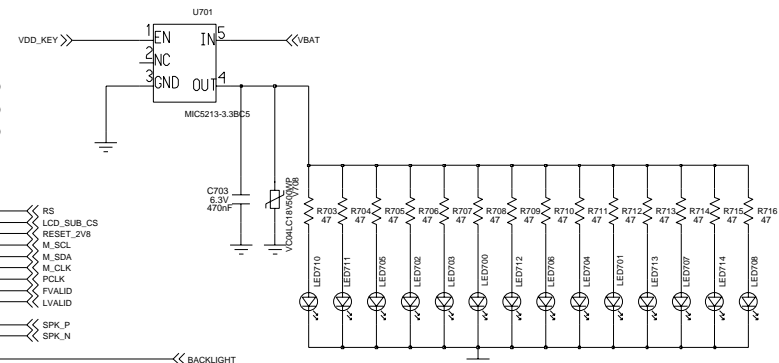 U701
VDD_KEY
1
EN
IN
5
VBAT
2
NC
3
GND
OUT
4
MIC5213-3.3BC5
C703
6.3V
470nF
VC04LC18V500WP
V708
R703
47
R704
47
R705
47
R706
47
R707
47
R708
47
R709
47
R710
47
R711
47
R712
47
R713
47
R714
47
R715
47
R716
47
LED710
LED711
LED705
LED702
LED703
LED700
LED712
LED706
LED704
LED701
LED713
LED707
LED714
LED708
RS
LCD_SUB_CS
RESET_2V8
M_SCL
M_SDA
M_CLK
PCLK
FVALID
LVALID
SPK_P
SPK_N
BACKLIGHT